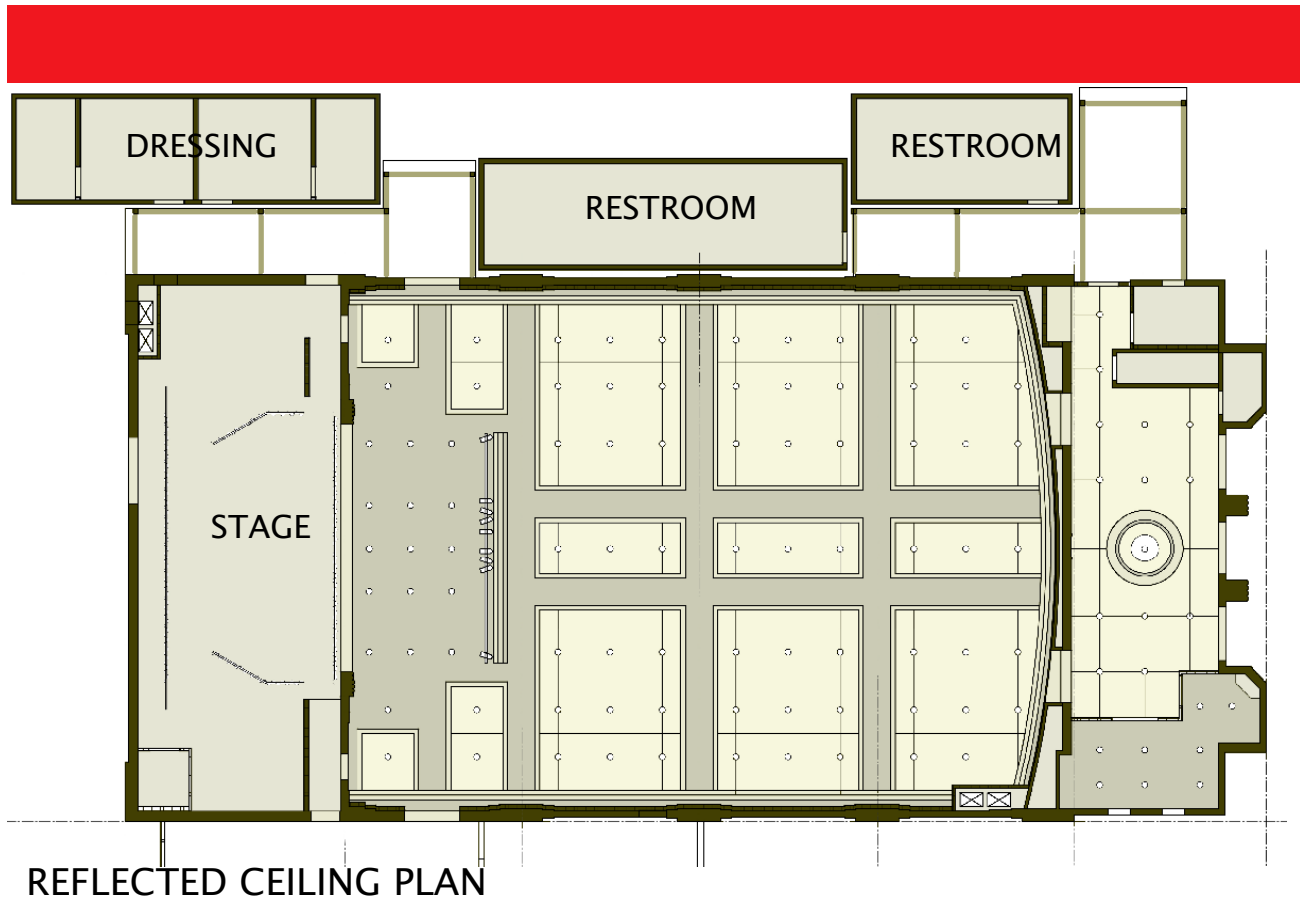 DRESSING
RESTROOM
RESTROOM
STAGE
REFLECTED CEILING PLAN